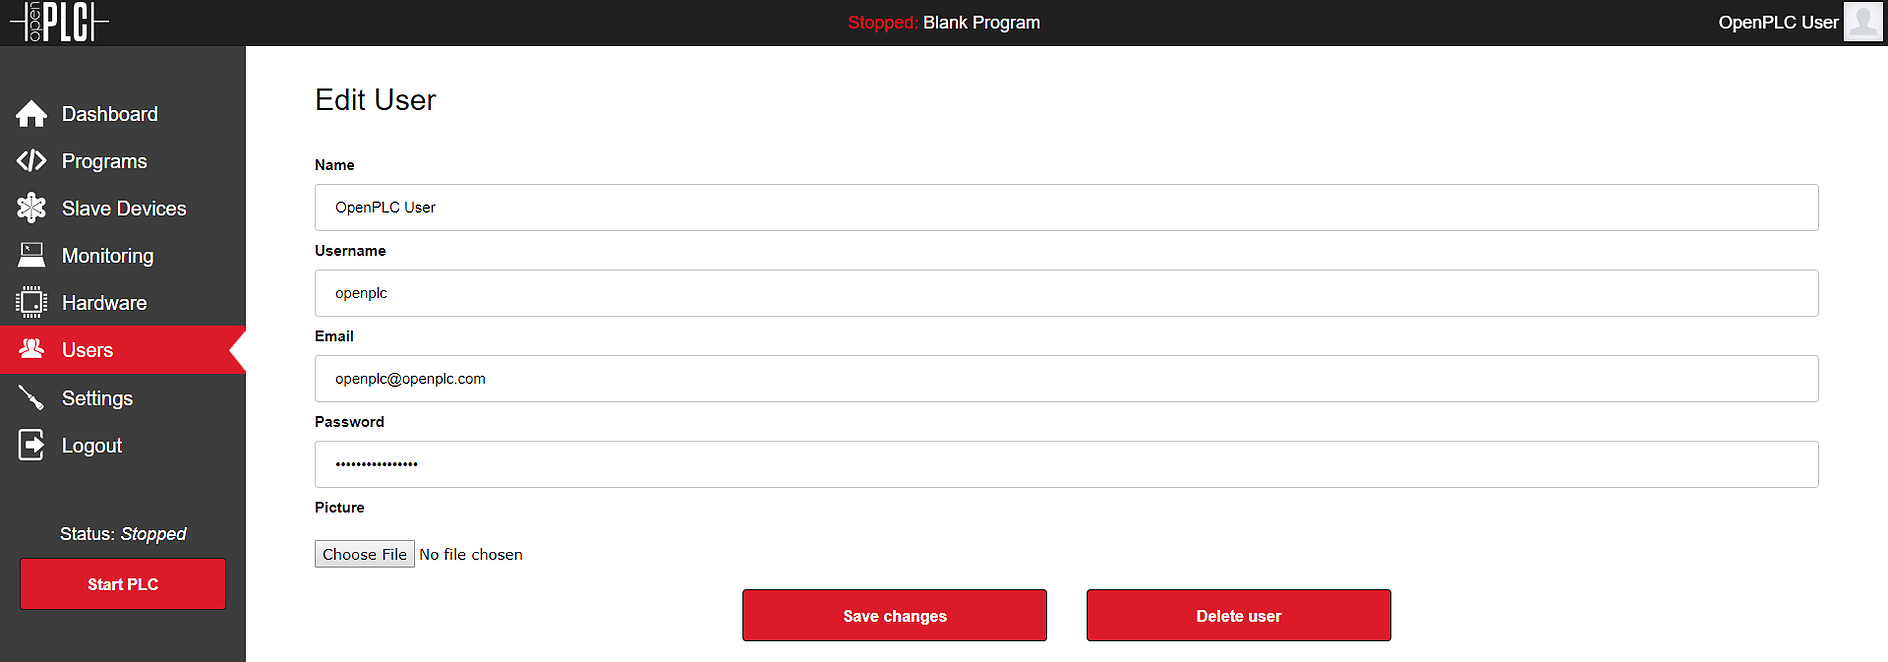 open PLC
Stopped: Blank Program
OpenPLC User
Dashboard
Programs
Slave Devices
Monitoring
Hardware
Users
Settings
Logout
Status: Stopped
Start PLC
Edit User
Name
OpenPLC User
Username
openplc
Email
openplc@openplc.com
Password
••••••••••••••••
Picture
Choose File No file chosen
Save changes
Delete user